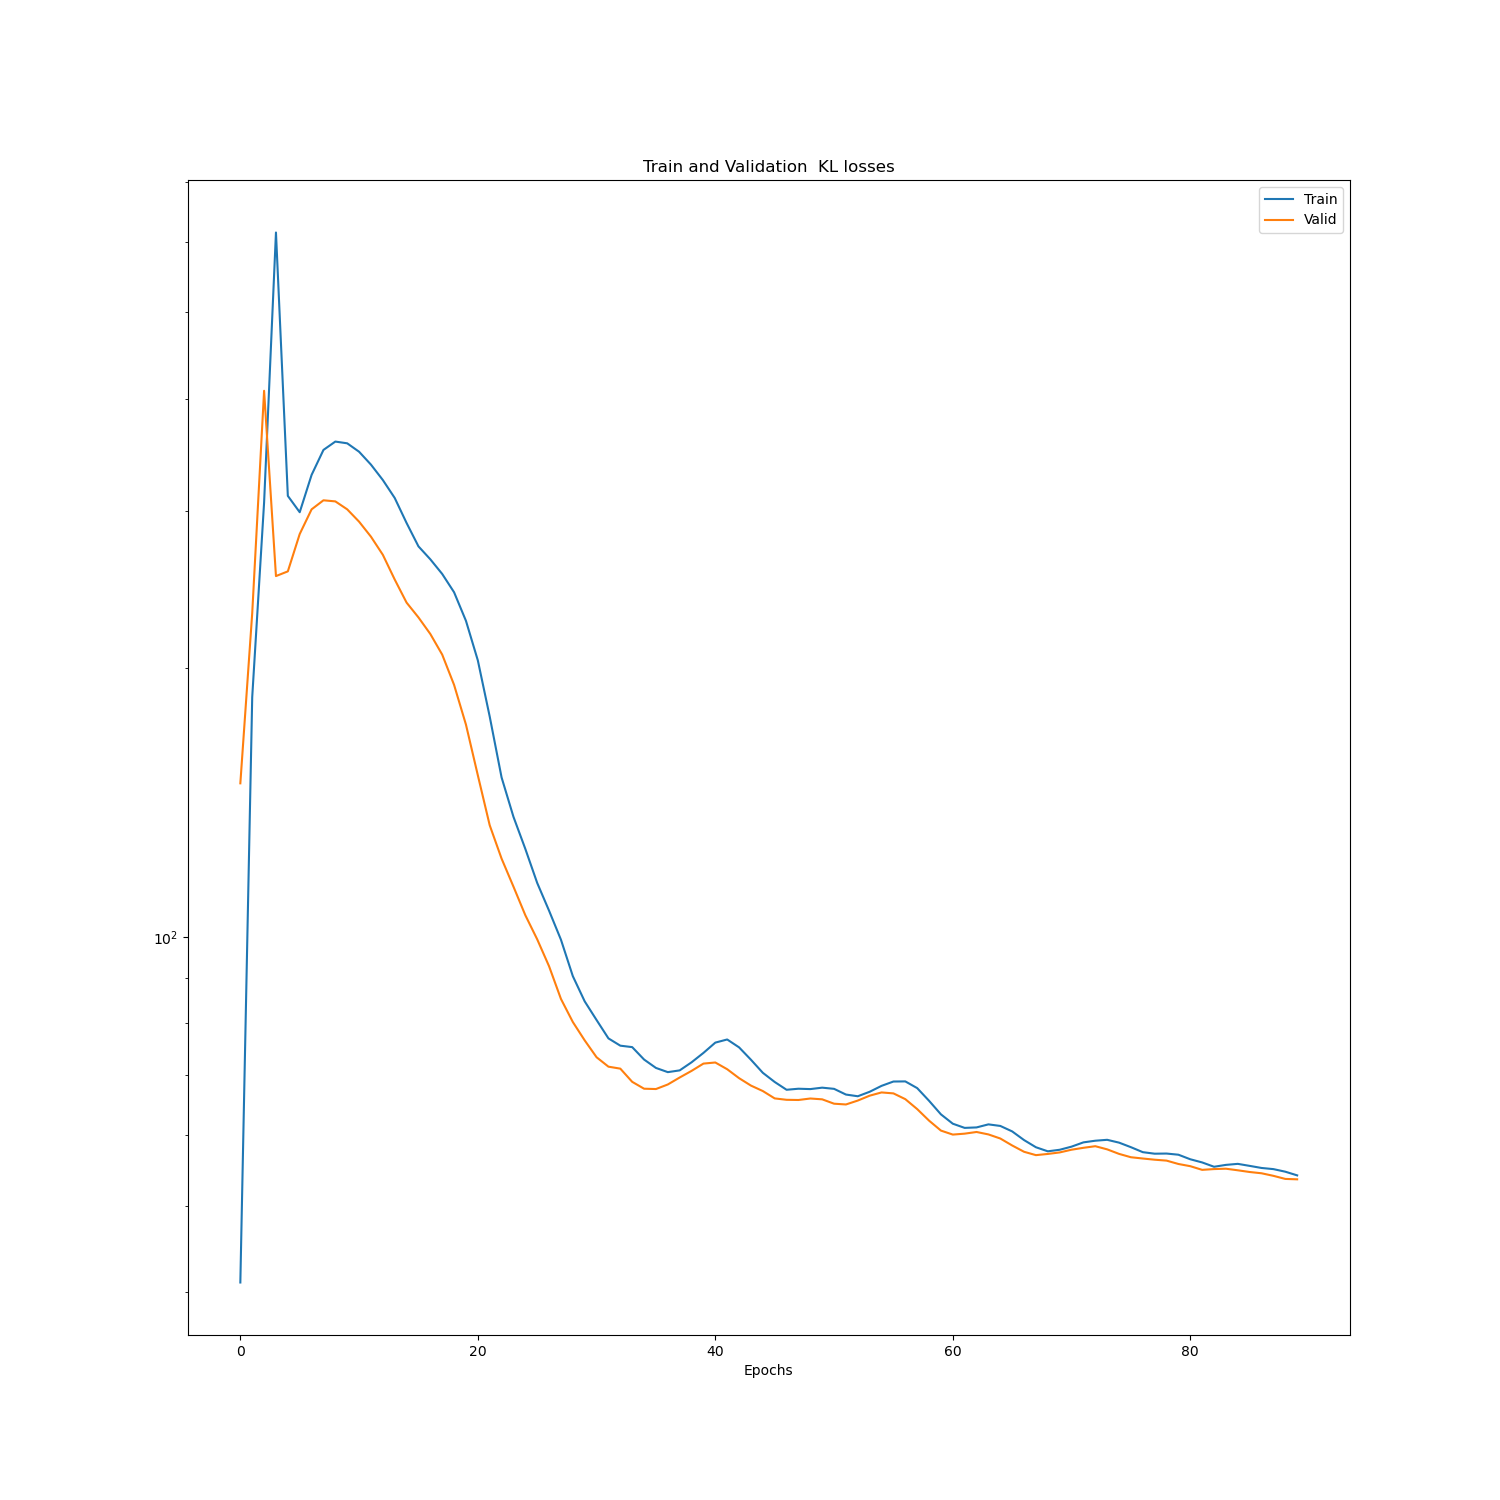 Train and Validation  KL losses
Train
Valid
10²
0 20 40 60 80
Epochs